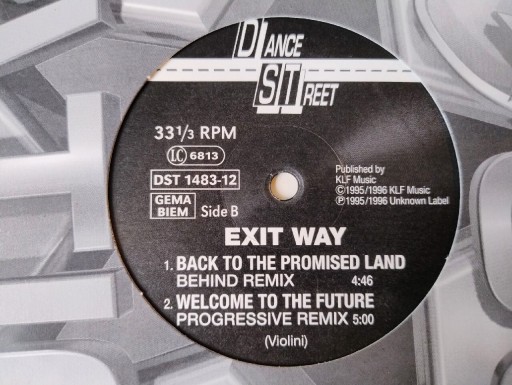 DANCE
STREET
33 1/3 RPM
LC 6813
DST 1483-12
GEMA
BIEM
Side B
Published by
KLF Music
©1995/1996 KLF Music
℗1995/1996 Unknown Label
EXIT WAY
1. BACK TO THE PROMISED LAND
BEHIND REMIX 4:46
2. WELCOME TO THE FUTURE
PROGRESSIVE REMIX 5:00
(Violini)